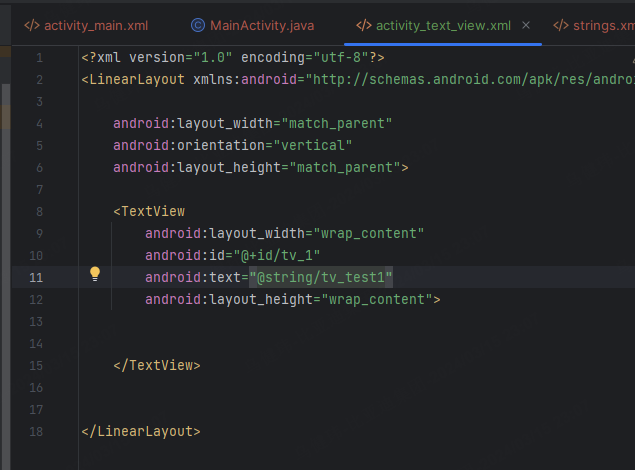 activity_main.xml MainActivity.java activity_text_view.xml strings.xm
1 <?xml version="1.0" encoding="utf-8"?>
2 <LinearLayout xmlns:android="http://schemas.android.com/apk/res/andro
3
4 android:layout_width="match_parent"
5 android:orientation="vertical"
6 android:layout_height="match_parent">
7
8 <TextView
9 android:layout_width="wrap_content"
10 android:id="@+id/tv_1"
11 android:text="@string/tv_test1"
12 android:layout_height="wrap_content">
13
14
15 </TextView>
16
17
18 </LinearLayout>